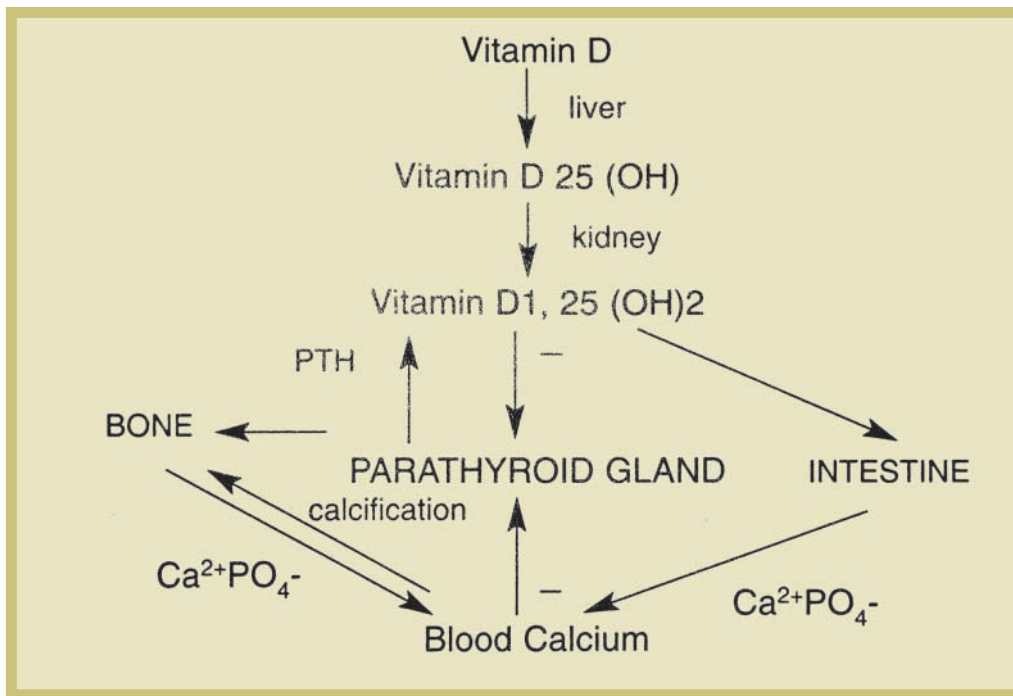 Vitamin D
liver
Vitamin D 25 (OH)
kidney
Vitamin D1, 25 (OH)2
PTH
–
BONE
PARATHYROID GLAND
INTESTINE
calcification
Ca²⁺PO₄-
–
Ca²⁺PO₄-
Blood Calcium